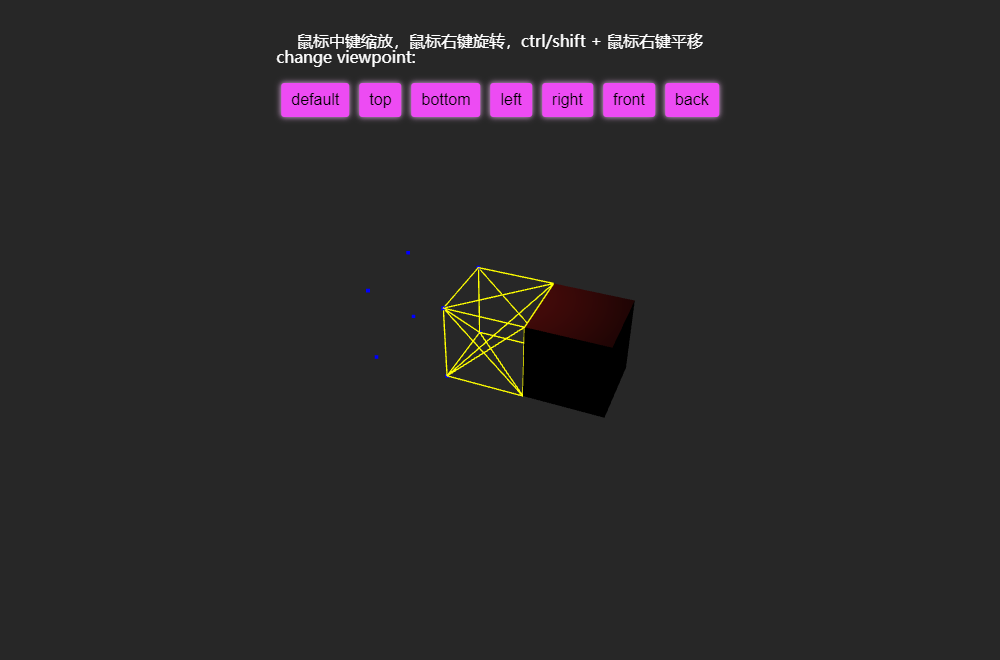 鼠标中键缩放，鼠标右键旋转，ctrl/shift + 鼠标右键平移
change viewpoint:
default top bottom left right front back